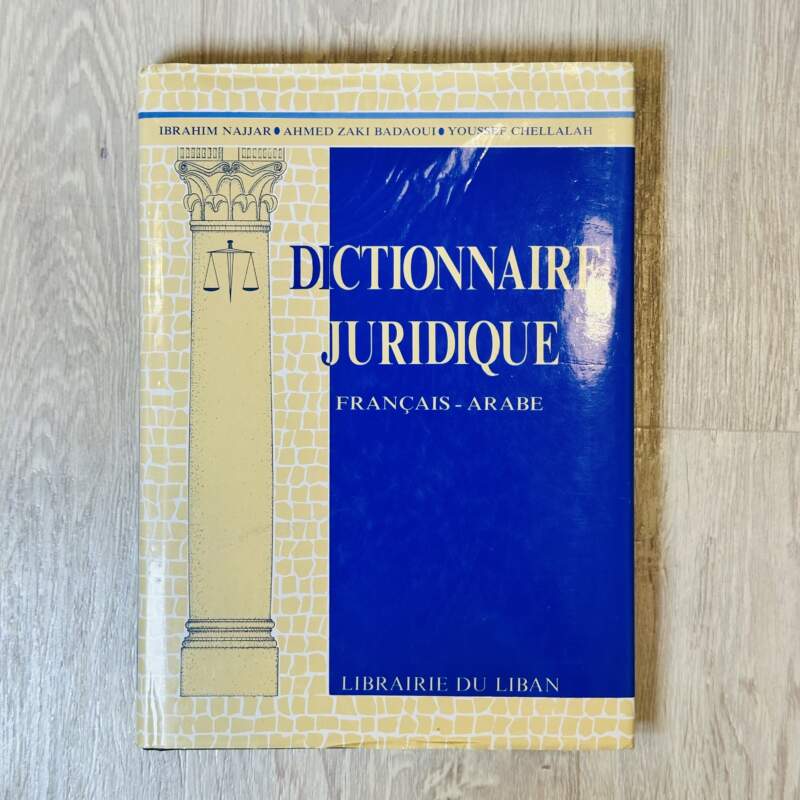 IBRAHIM NAJJAR • AHMED ZAKI BADAOUI • YOUSSEF CHELLALAH
DICTIONNAIRE
JURIDIQUE
FRANÇAIS - ARABE
LIBRAIRIE DU LIBAN